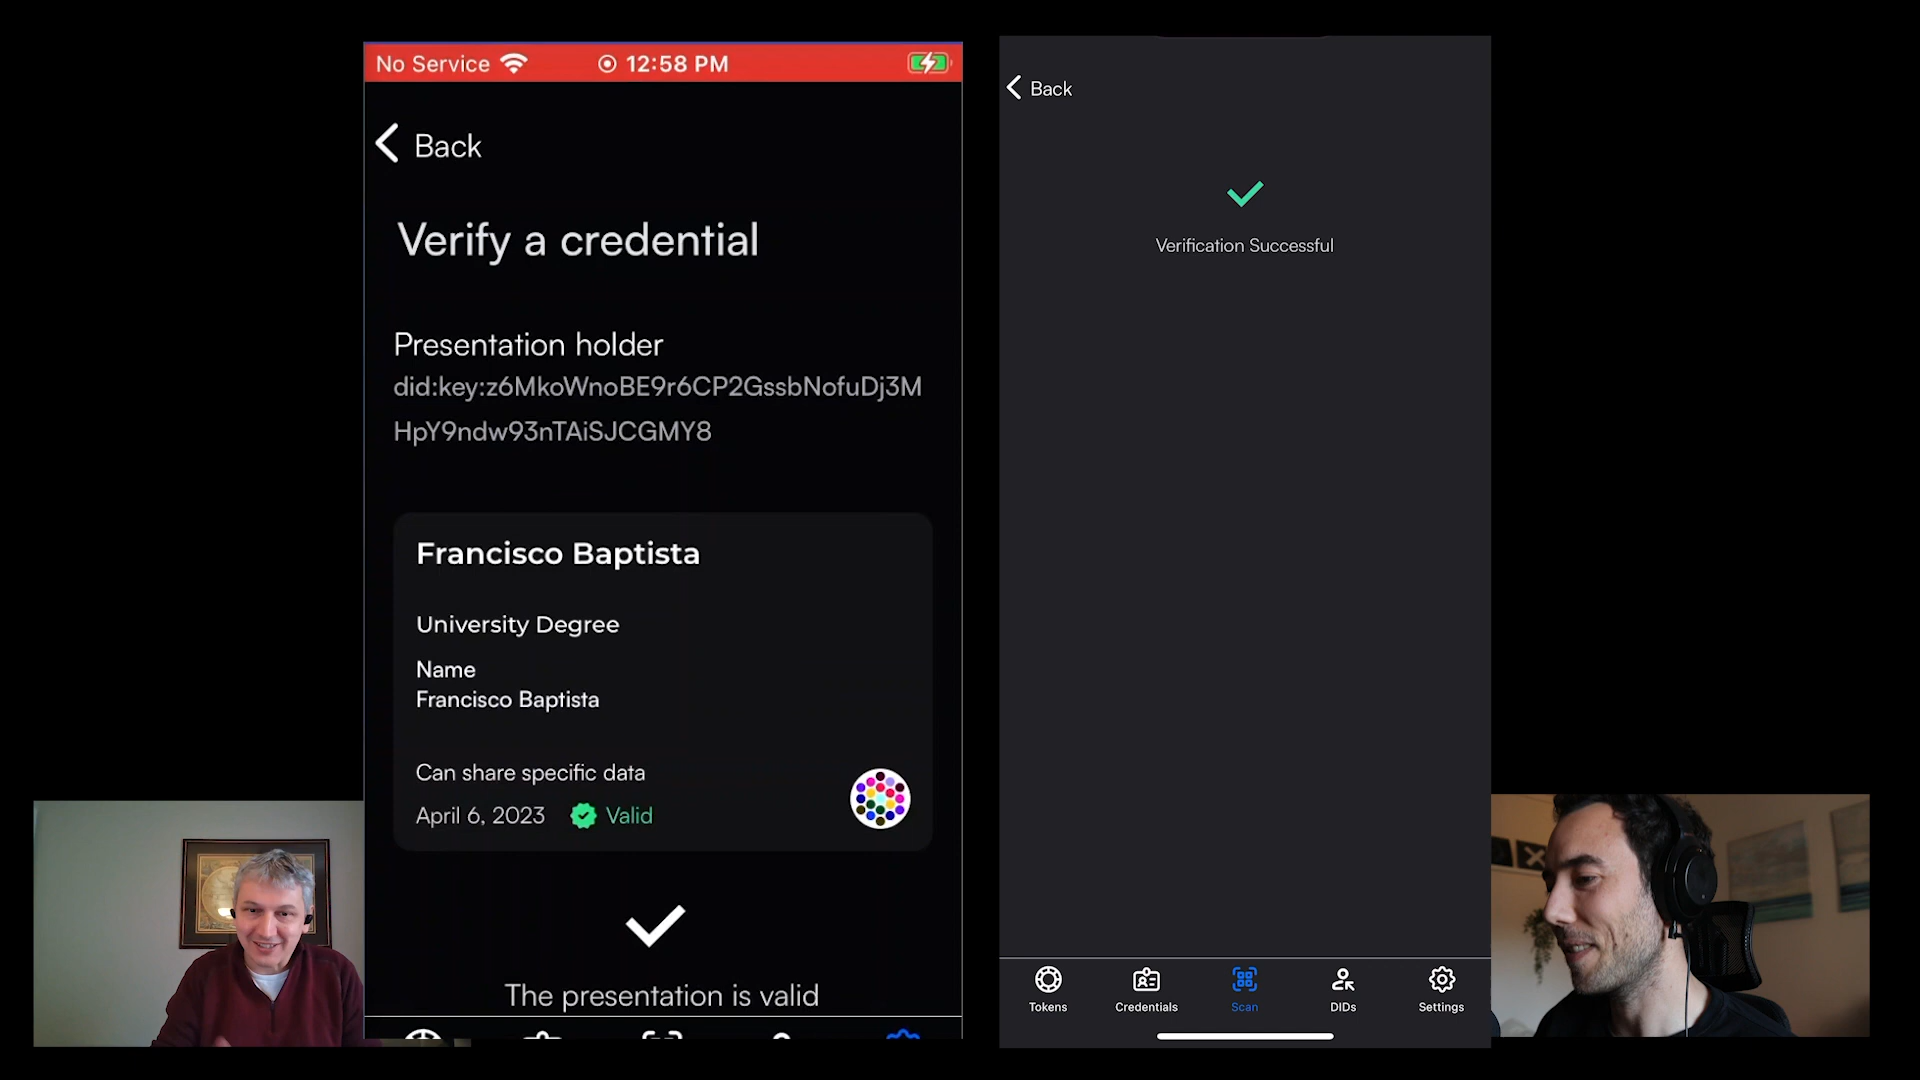 No Service
12:58 PM
Back
Verify a credential
Presentation holder
did:key:z6MkoWnoBE9r6CP2GssbNofuDj3M
HpY9ndw93nTAiSJCGMY8
Francisco Baptista
University Degree
Name
Francisco Baptista
Can share specific data
April 6, 2023 Valid
The presentation is valid
Back
Verification Successful
Tokens
Credentials
Scan
DIDs
Settings